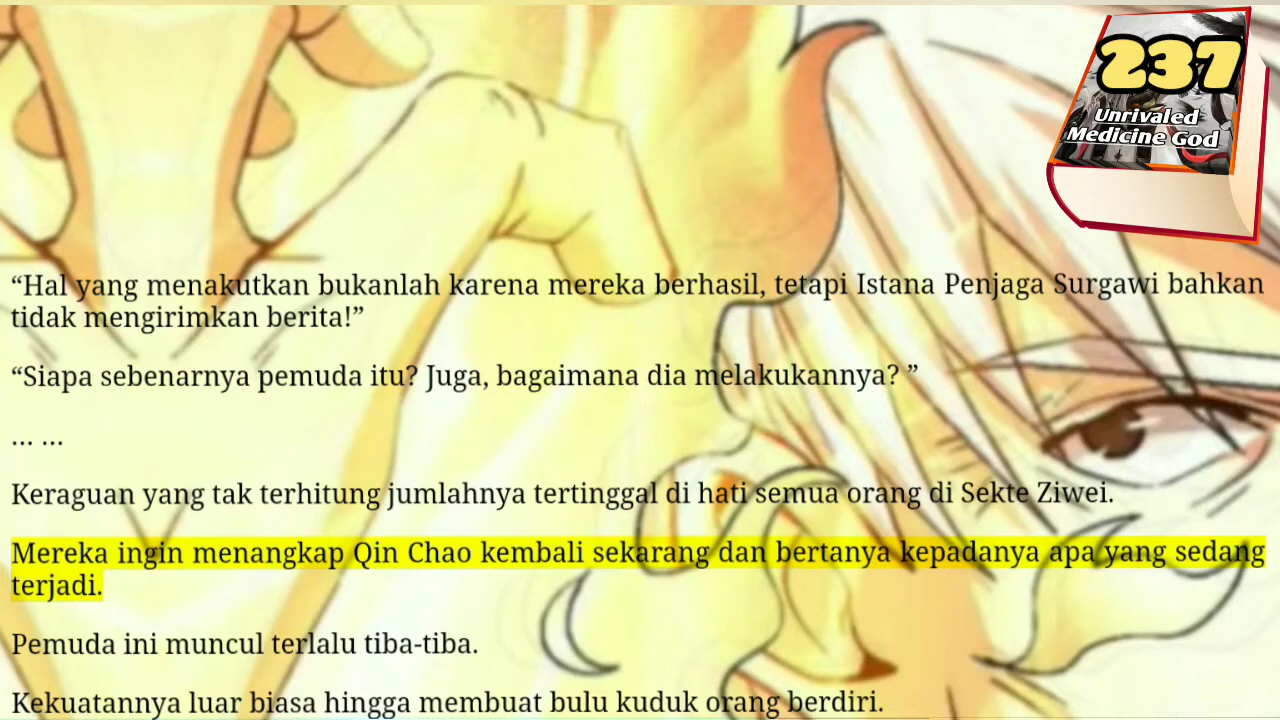 237
Unrivaled
Medicine God
“Hal yang menakutkan bukanlah karena mereka berhasil, tetapi Istana Penjaga Surgawi bahkan
tidak mengirimkan berita!”
“Siapa sebenarnya pemuda itu? Juga, bagaimana dia melakukannya? ”
... ...
Keraguan yang tak terhitung jumlahnya tertinggal di hati semua orang di Sekte Ziwei.
Mereka ingin menangkap Qin Chao kembali sekarang dan bertanya kepadanya apa yang sedang
terjadi.
Pemuda ini muncul terlalu tiba-tiba.
Kekuatannya luar biasa hingga membuat bulu kuduk orang berdiri.